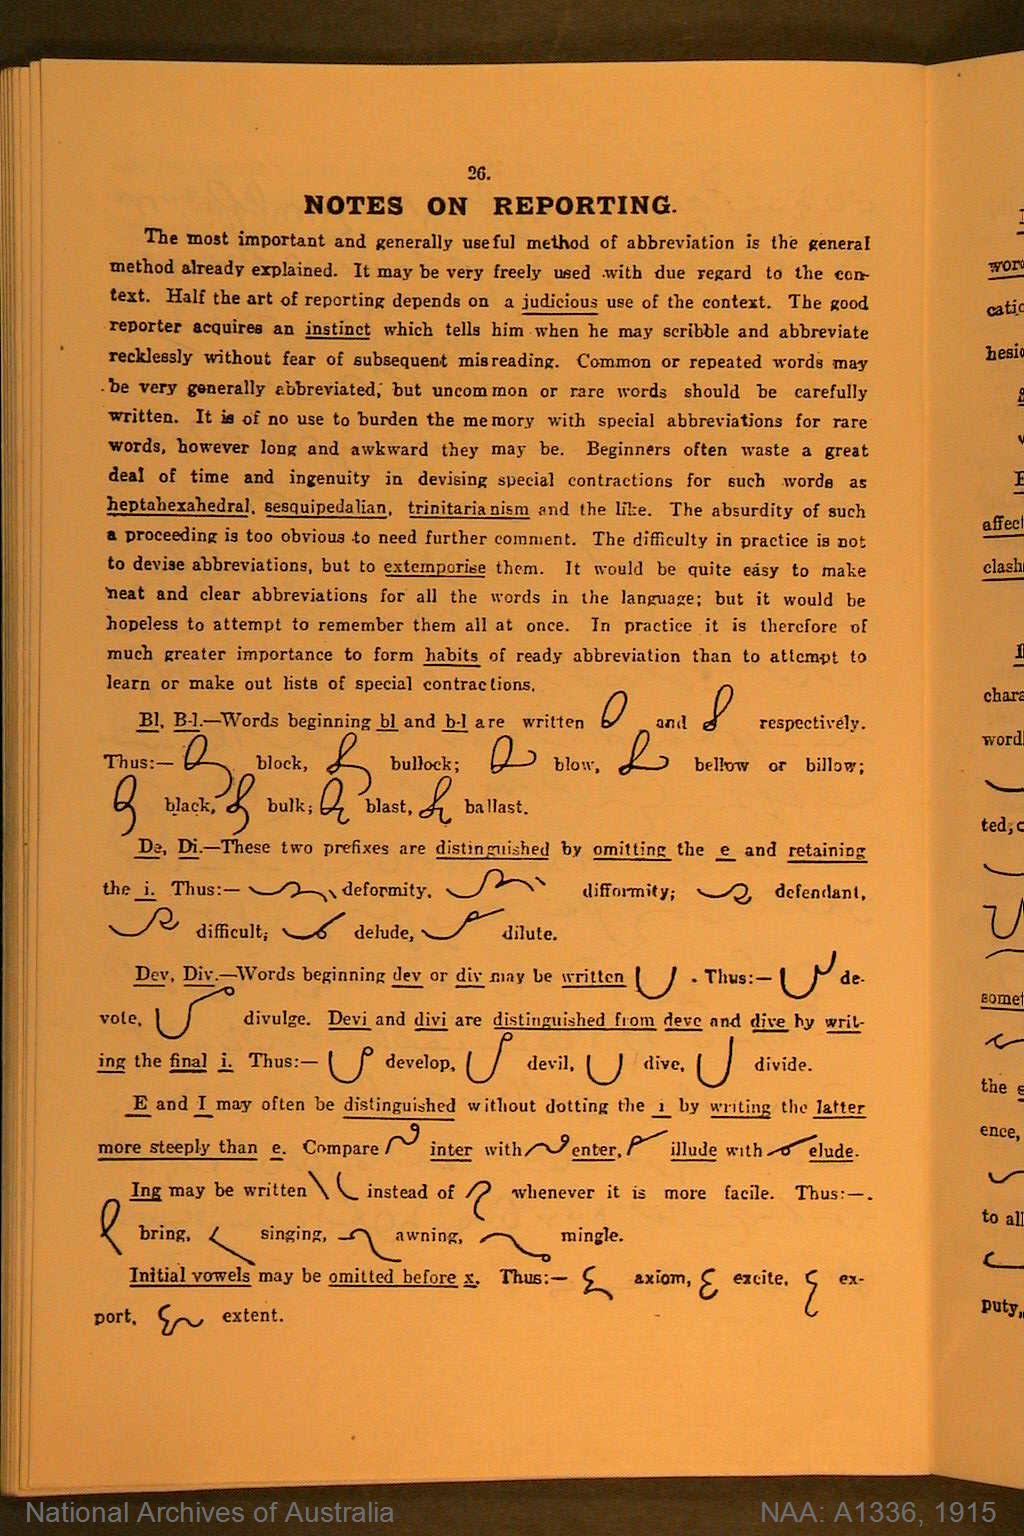 26.
NOTES ON REPORTING.
The most important and generally useful method of abbreviation is the general
method already explained. It may be very freely used with due regard to the con-
text. Half the art of reporting depends on a judicious use of the context. The good
reporter acquires an instinct which tells him when he may scribble and abbreviate
recklessly without fear of subsequent misreading. Common or repeated words may
be very generally abbreviated, but uncommon or rare words should be carefully
written. It is of no use to burden the memory with special abbreviations for rare
words, however long and awkward they may be. Beginners often waste a great
deal of time and ingenuity in devising special contractions for such words as
heptahexahedral, sesquipedalian, trinitarianism and the like. The absurdity of such
a proceeding is too obvious to need further comment. The difficulty in practice is not
to devise abbreviations, but to extemporise them. It would be quite easy to make
neat and clear abbreviations for all the words in the language; but it would be
hopeless to attempt to remember them all at once. In practice it is therefore of
much greater importance to form habits of ready abbreviation than to attempt to
learn or make out lists of special contractions.
Bl, B-l.—Words beginning bl and b-l are written and respectively.
Thus:— block, bullock; blow, bellow or billow;
black, bulk; blast, ballast.
De, Di.—These two prefixes are distinguished by omitting the e and retaining
the i. Thus:— deformity, difformity; defendant,
difficult; delude, dilute.
Dev, Div.—Words beginning dev or div may be written . Thus:— de-
vote, divulge. Devi and divi are distinguished from deve and dive by writ-
ing the final i. Thus:— develop, devil, dive, divide.
E and I may often be distinguished without dotting the i by writing the latter
more steeply than e. Compare inter with enter, illude with elude.
Ing may be written instead of whenever it is more facile. Thus:—.
bring, singing, awning, mingle.
Initial vowels may be omitted before x. Thus:— axiom, excite, ex-
port, extent.
word
catic
hesic
affect
clash
chara
word
ted, c
somet
the s
ence,
to all
puty,
National Archives of Australia
NAA: A1336, 1915